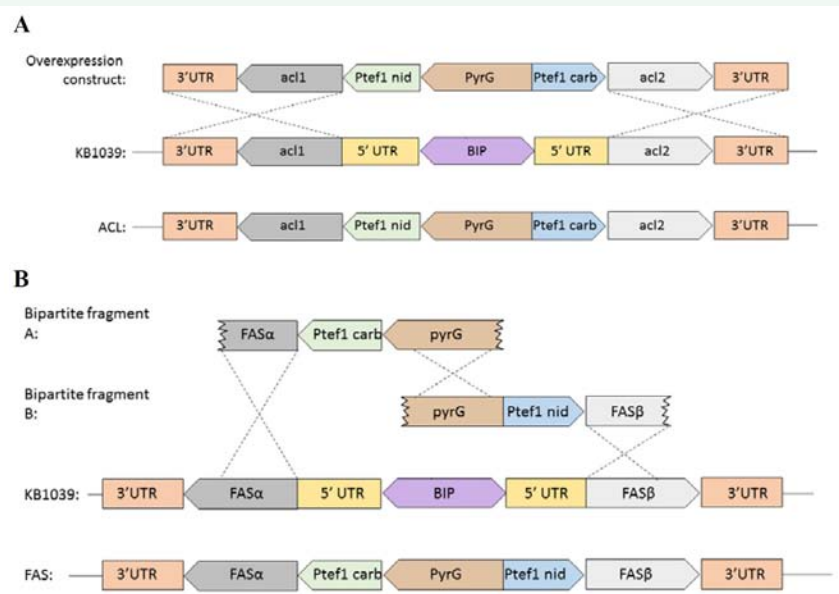 A
Overexpression
construct:
3'UTR acl1 Ptef1 nid PyrG Ptef1 carb acl2 3'UTR
KB1039:
3'UTR acl1 5' UTR BIP 5' UTR acl2 3'UTR
ACL:
3'UTR acl1 Ptef1 nid PyrG Ptef1 carb acl2 3'UTR
B
Bipartite fragment
A:
FASα Ptef1 carb pyrG
Bipartite fragment
B:
pyrG Ptef1 nid FASβ
KB1039:
3'UTR FASα 5' UTR BIP 5' UTR FASβ 3'UTR
FAS:
3'UTR FASα Ptef1 carb PyrG Ptef1 nid FASβ 3'UTR